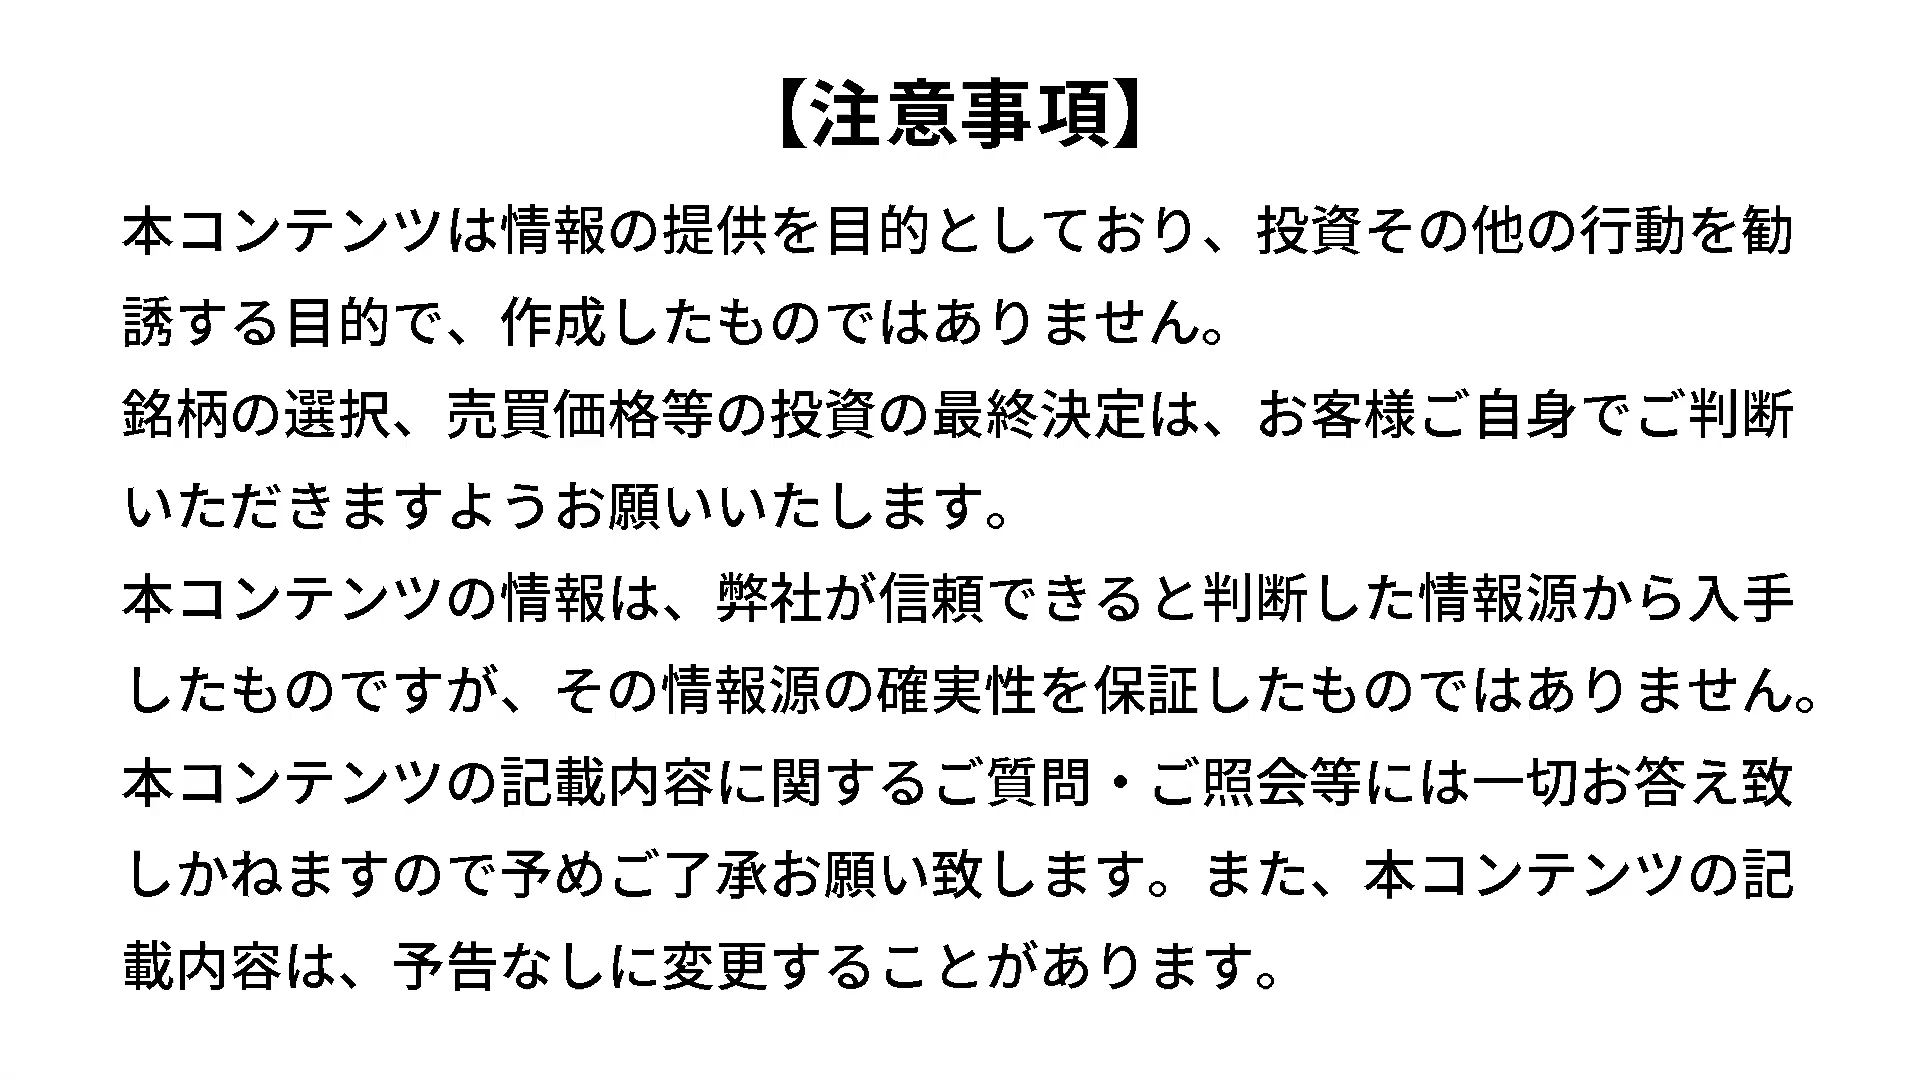 【注意事項】
本コンテンツは情報の提供を目的としており、投資その他の行動を勧
誘する目的で、作成したものではありません。
銘柄の選択、売買価格等の投資の最終決定は、お客様ご自身でご判断
いただきますようお願いいたします。
本コンテンツの情報は、弊社が信頼できると判断した情報源から入手
したものですが、その情報源の確実性を保証したものではありません。
本コンテンツの記載内容に関するご質問・ご照会等には一切お答え致
しかねますので予めご了承お願い致します。また、本コンテンツの記
載内容は、予告なしに変更することがあります。